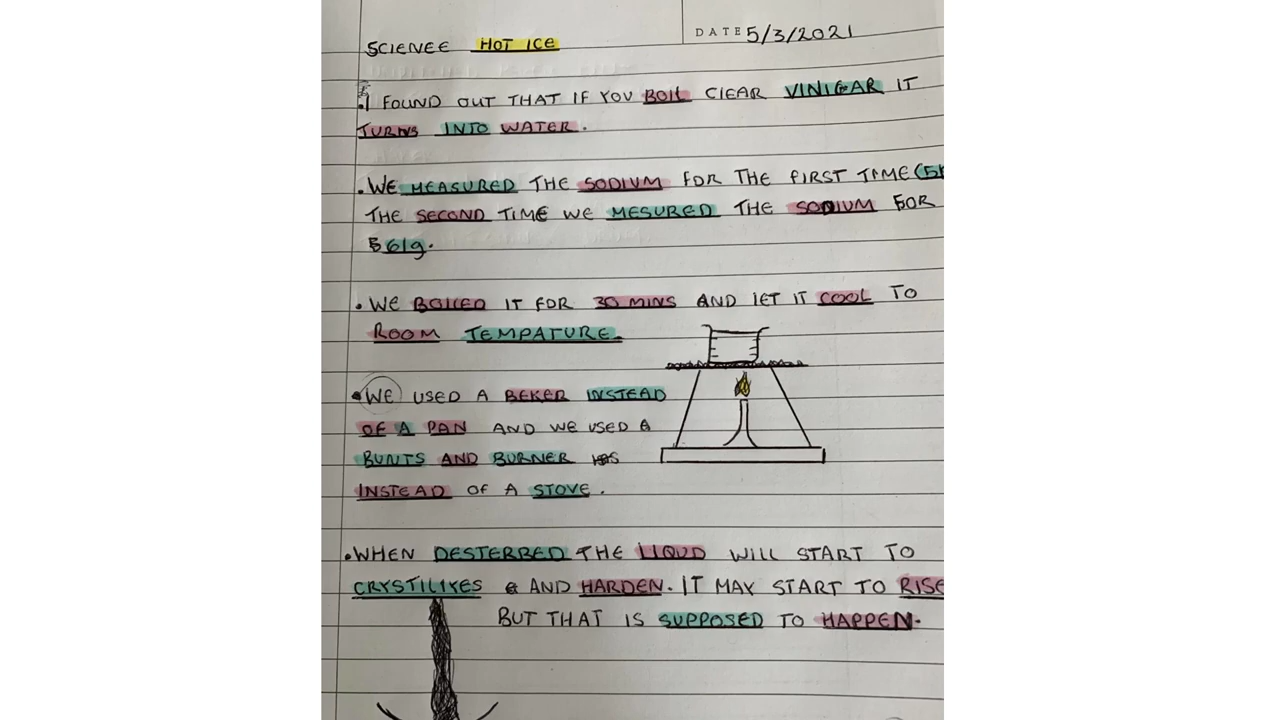 SCIENEE HOT ICE
DATE 5/3/2021
I FOUND OUT THAT IF YOU BOIL CLEAR VINIGAR IT
TURNS INTO WATER.
.WE MEASURED THE SODIUM FOR THE FIRST TIME
THE SECOND TIME WE MESURED THE SODIUM FOR
61g.
.WE BOILED IT FOR 30 MINS AND LET IT COOL TO
ROOM TEMPATURE.
.WE USED A BEKER INSTEAD
OF A PAN AND WE USED A
BUNTS AND BURNER
INSTEAD OF A STOVE.
.WHEN DESTERBED THE LIQUD WILL START TO
CRYSTILIYES AND HARDEN. IT MAY START TO RISE
BUT THAT IS SUPPOSED TO HAPPEN.